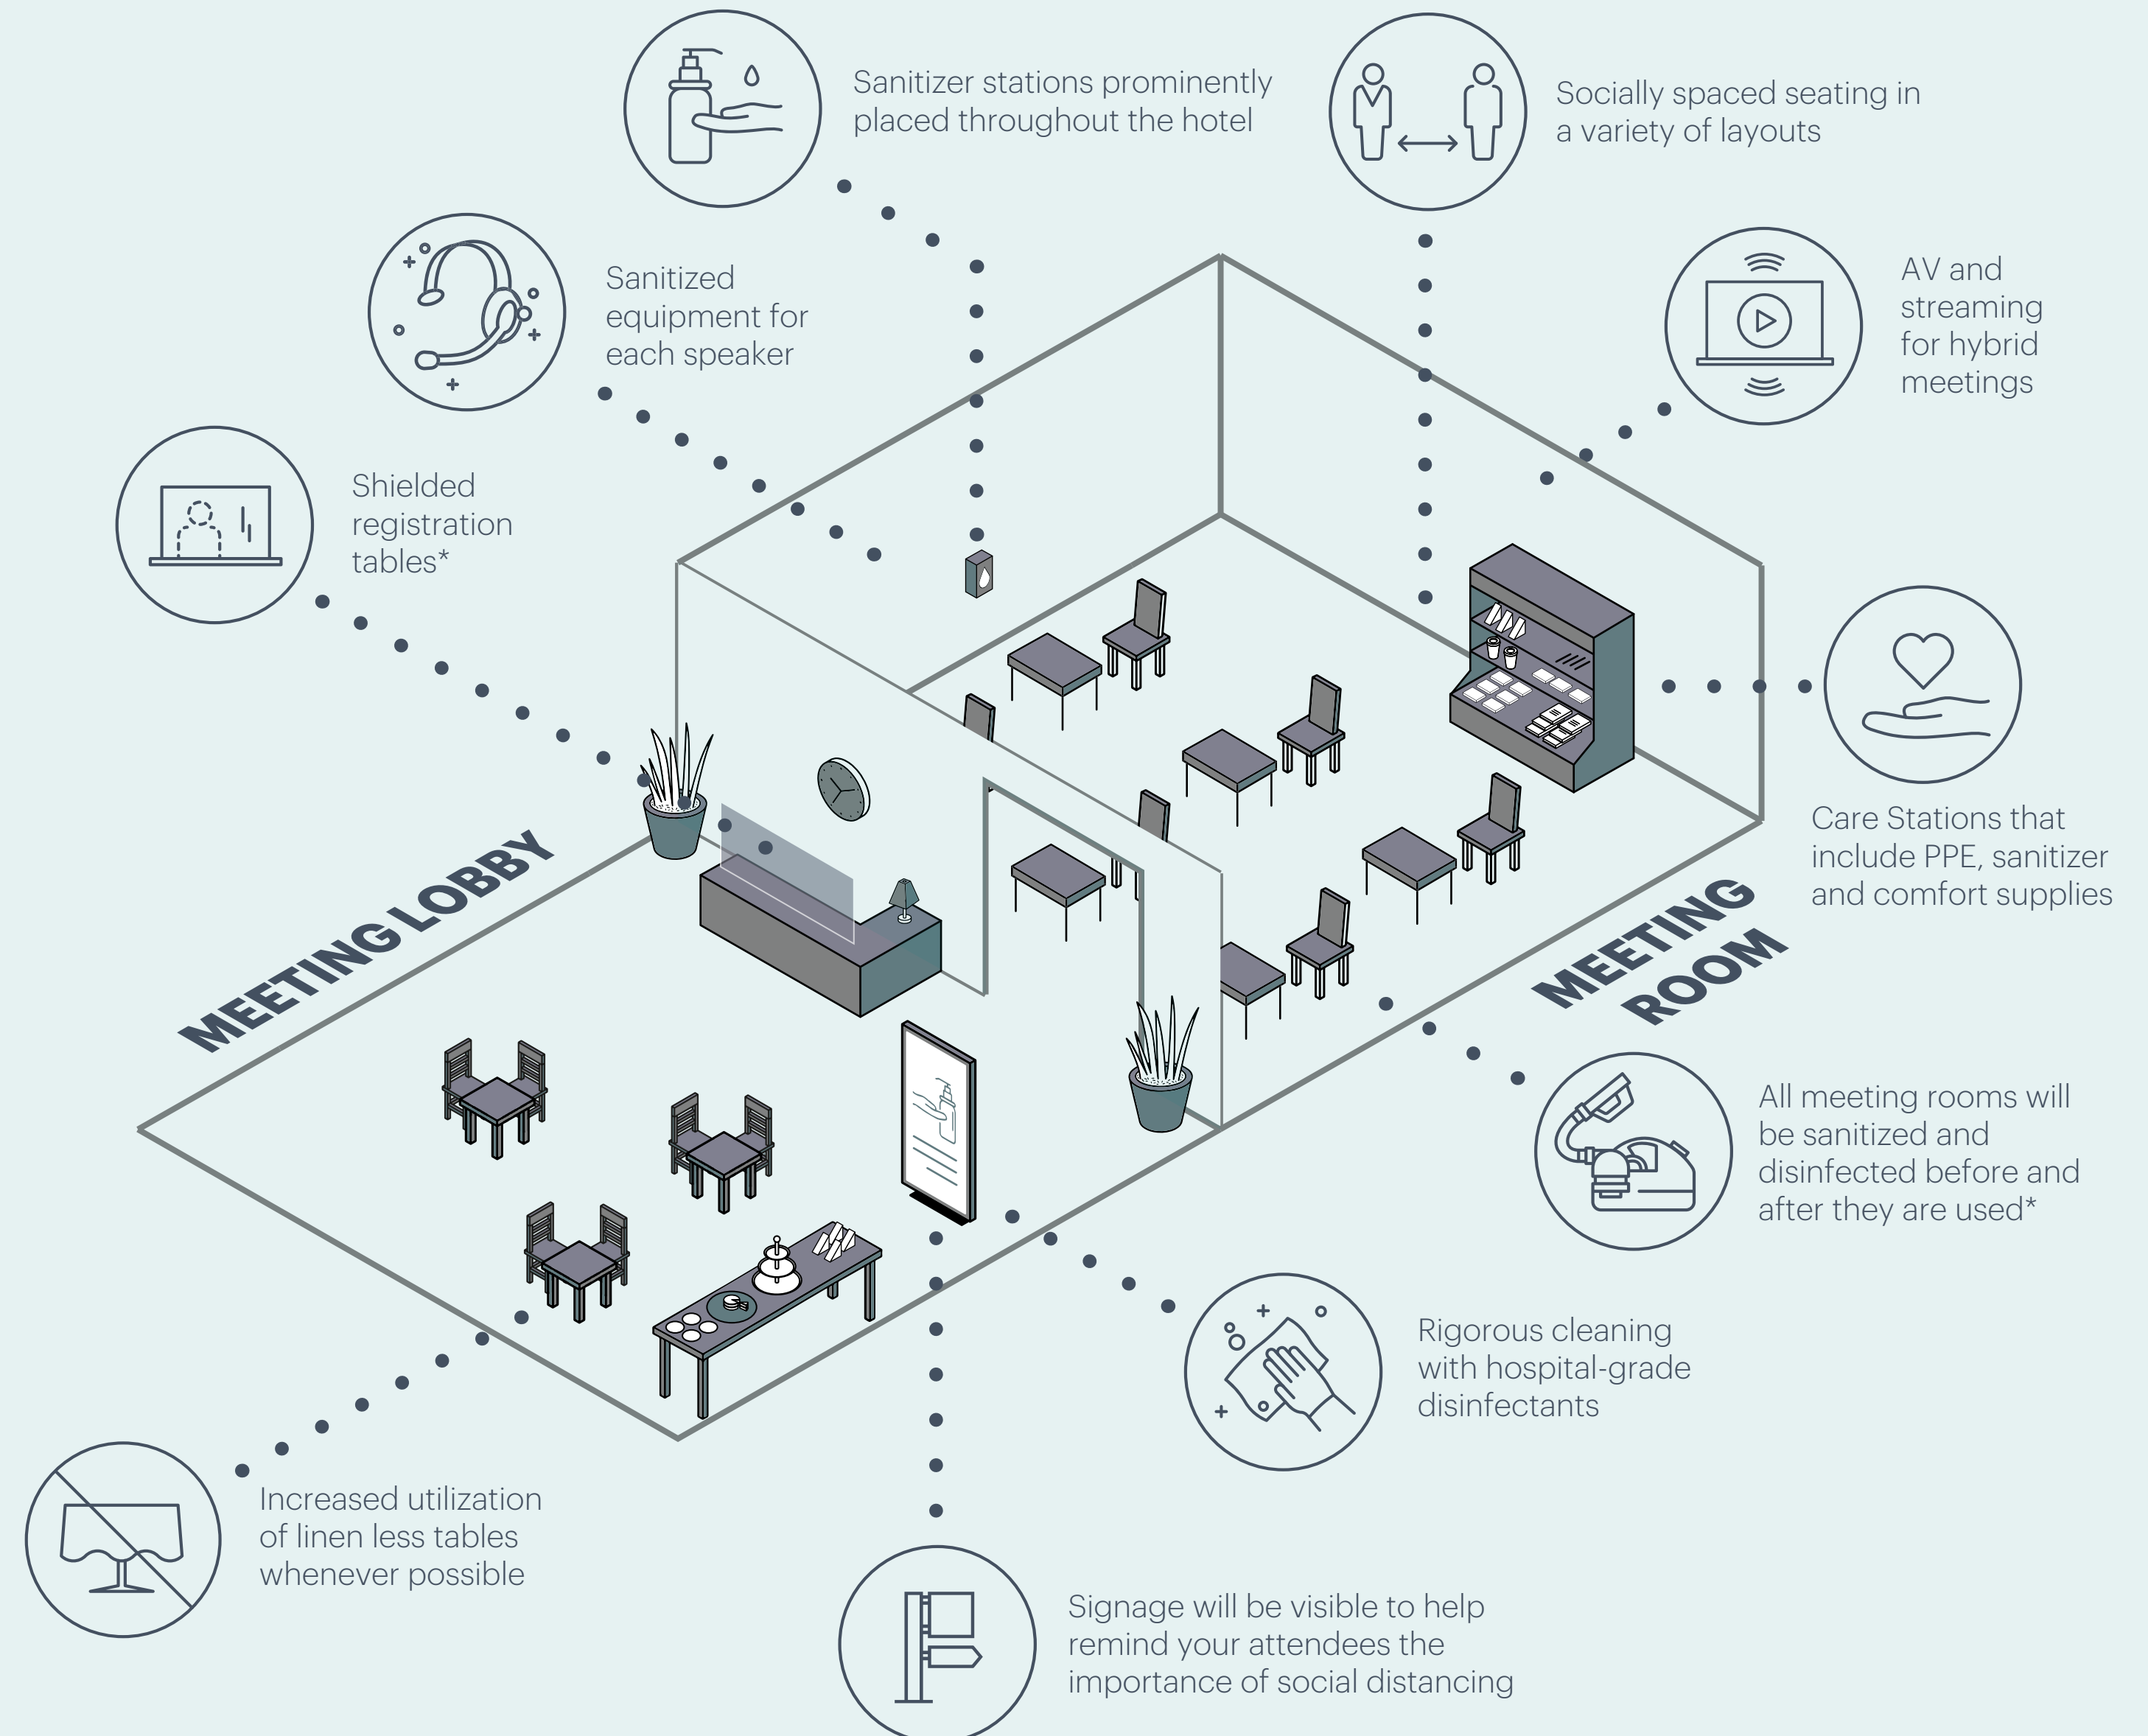 Sanitizer stations prominently
placed throughout the hotel
Socially spaced seating in
a variety of layouts
Sanitized
equipment for
each speaker
AV and
streaming
for hybrid
meetings
Shielded
registration
tables*
Care Stations that
include PPE, sanitizer
and comfort supplies
MEETING LOBBY
MEETING
ROOM
All meeting rooms will
be sanitized and
disinfected before and
after they are used*
Rigorous cleaning
with hospital-grade
disinfectants
Increased utilization
of linen less tables
whenever possible
Signage will be visible to help
remind your attendees the
importance of social distancing